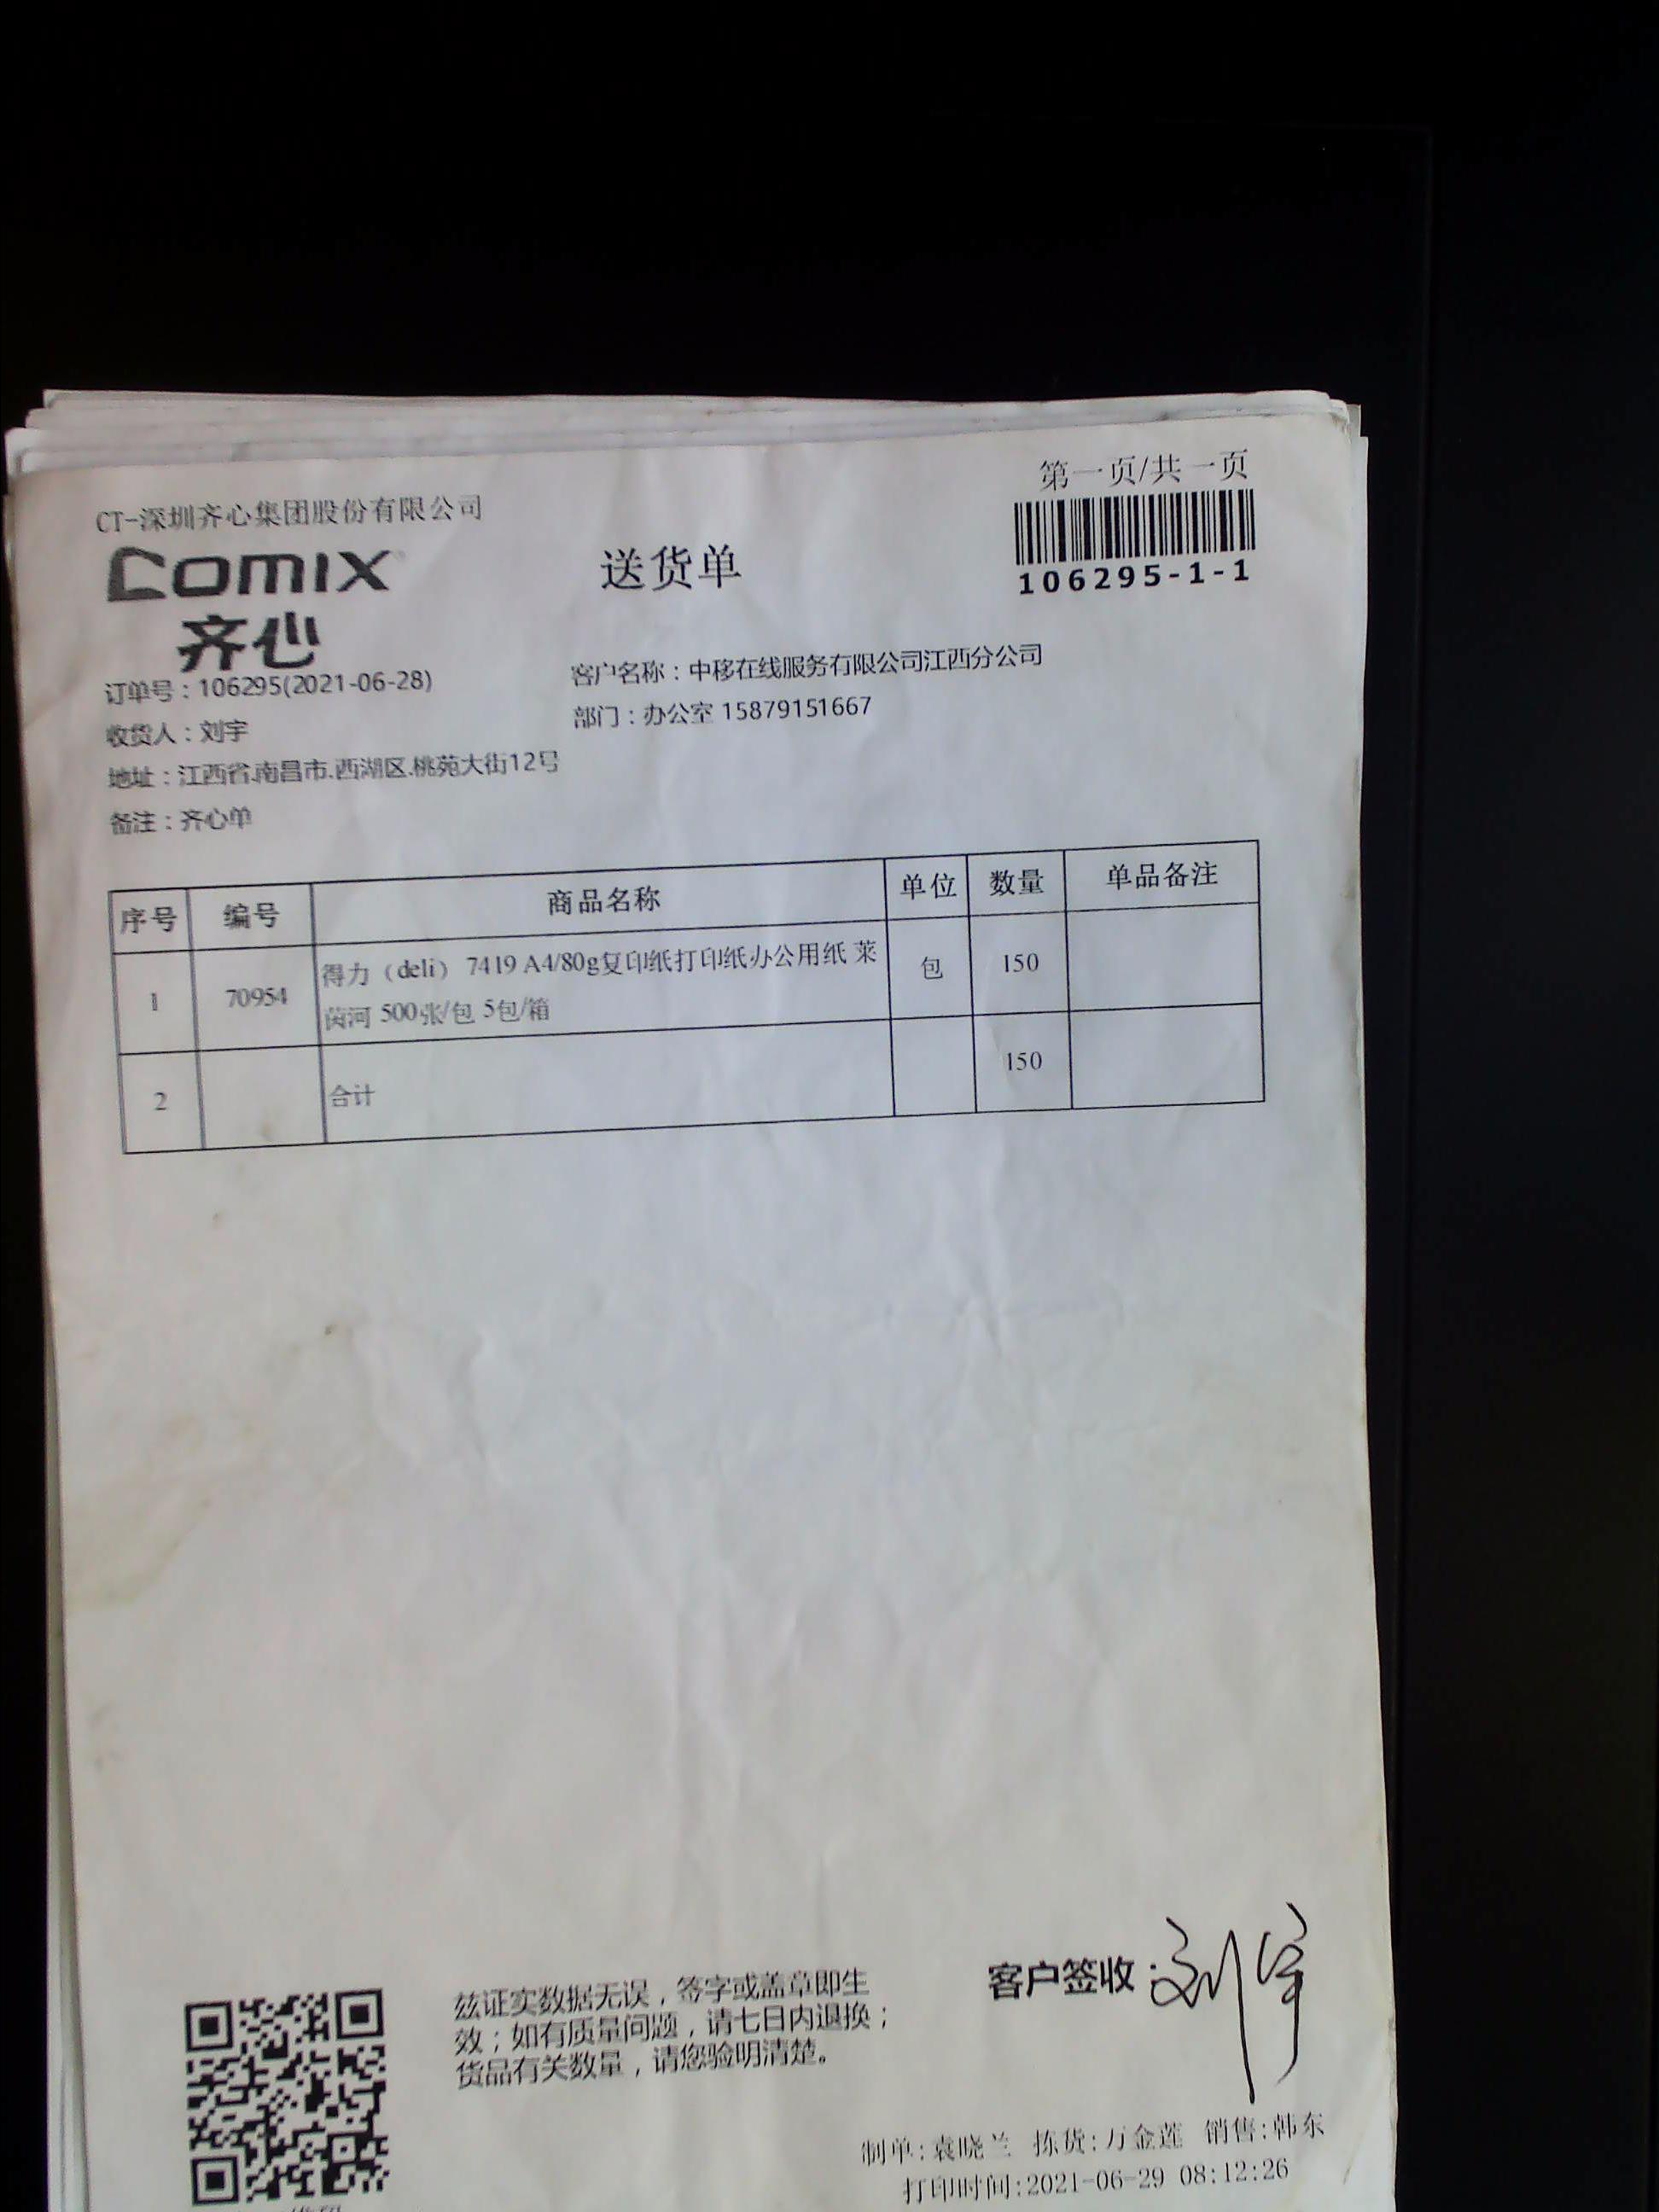 第一页/共一页
CT-深圳齐心集团股份有限公司
COMIX
齐心
送货单
106295-1-1
订单号：106295(2021-06-28)
客户名称：中移在线服务有限公司江西分公司
收货人：刘宇
部门：办公室 15879151667
地址：江西省.南昌市.西湖区.桃苑大街12号
备注：齐心单
序号 编号 商品名称 单位 数量 单品备注
1 70954 得力（deli） 7419 A4/80g复印纸打印纸办公用纸 莱 包 150
茵河 500张/包 5包/箱
2 合计 150
客户签收：刘宇
兹证实数据无误，签字或盖章即生
效；如有质量问题，请七日内退换；
货品有关数量，请您验明清楚。
制单:袁晓兰 拣货:万金莲 销售:韩东
打印时间:2021-06-29 08:12:26